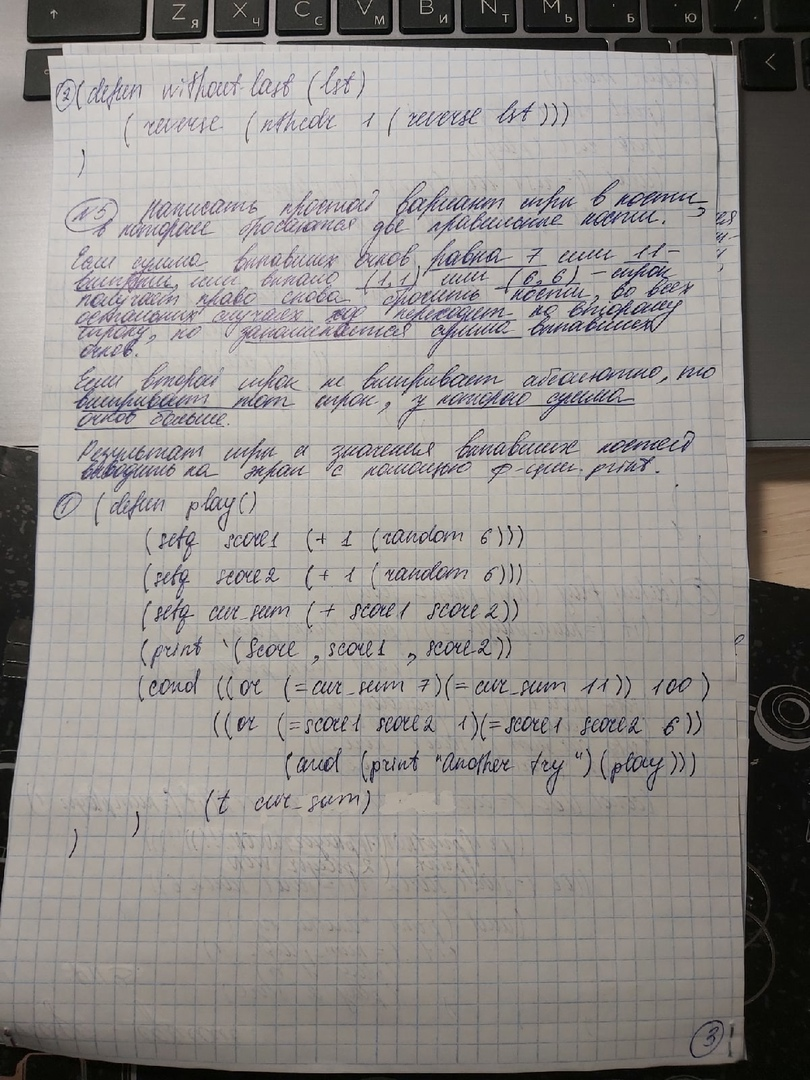 Z Я
X Ч
C С
V М
B И
N Т
M Ь
Б
Ю
② (defun without-last (lst)
(reverse (nthcdr 1 (reverse lst)))
)
№5 Написать простой вариант игры в кости,
в котором бросаются две правильные кости.
Если сумма выпавших очков равна 7 или 11 -
выигрыш, если выпало (1,1) или (6,6) - игрок
получает право снова бросить кости, во всех
остальных случаях ход переходит ко второму
игроку, но запоминается сумма выпавших
очков.
Если второй игрок не выигрывает абсолютно, то
выигрывает тот игрок, у которого сумма
очков больше.
Результат игры и значения выпавших костей
выводить на экран с помощью ф-ции print.
① (defun play()
(setq score1 (+ 1 (random 6)))
(setq score2 (+ 1 (random 6)))
(setq cur_sum (+ score1 score2))
(print `(Score ,score1 ,score2))
(cond ((or (=cur_sum 7)(=cur_sum 11)) 100)
((or (=score1 score2 1)(=score1 score2 6))
(and (print "Another try")(play)))
(t cur_sum)
)
)
3